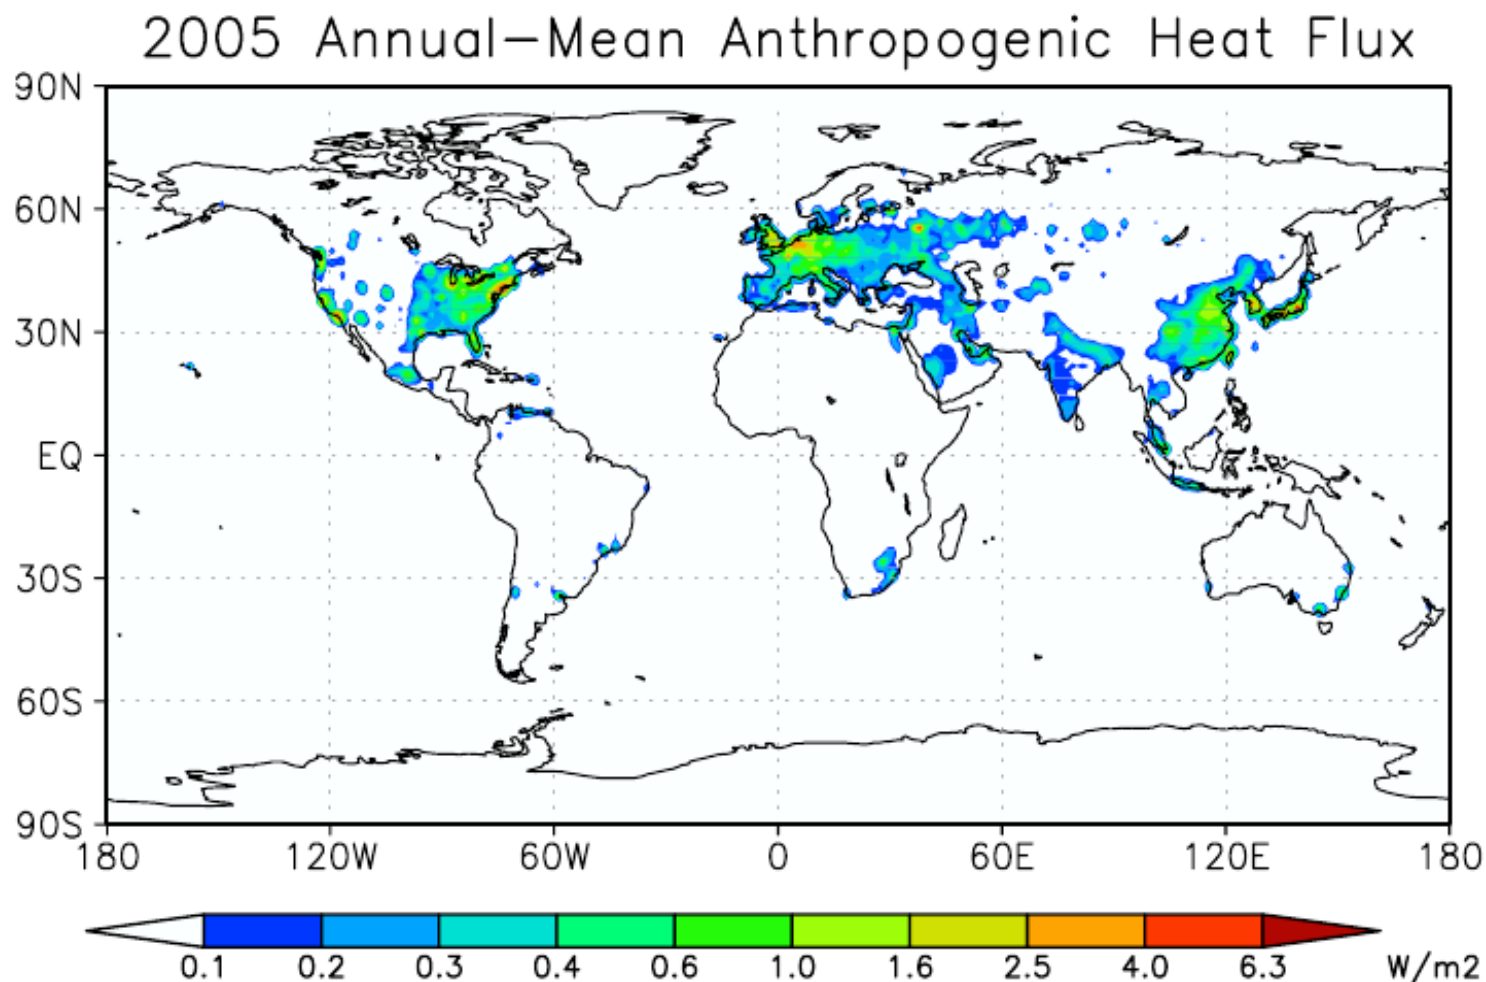 2005 Annual-Mean Anthropogenic Heat Flux
90N
60N
30N
EQ
30S
60S
90S
180 120W 60W 0 60E 120E 180
0.1 0.2 0.3 0.4 0.6 1.0 1.6 2.5 4.0 6.3 W/m2